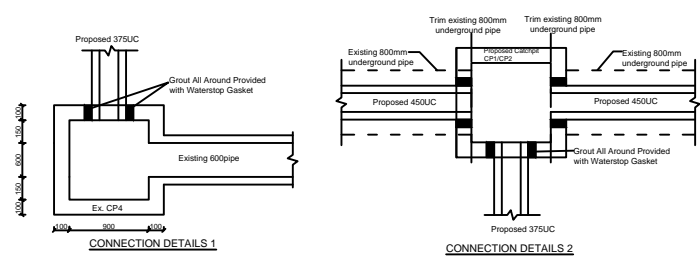 Proposed 375UC
Grout All Around Provided
with Waterstop Gasket
100
150
600
150
100
Existing 600pipe
Ex. CP4
100
900
100
CONNECTION DETAILS 1
Trim existing 800mm
underground pipe
Trim existing 800mm
underground pipe
Existing 800mm
underground pipe
Proposed Catchpit
CP1/CP2
Existing 800mm
underground pipe
Proposed 450UC
Proposed 450UC
Grout All Around Provided
with Waterstop Gasket
Proposed 375UC
CONNECTION DETAILS 2